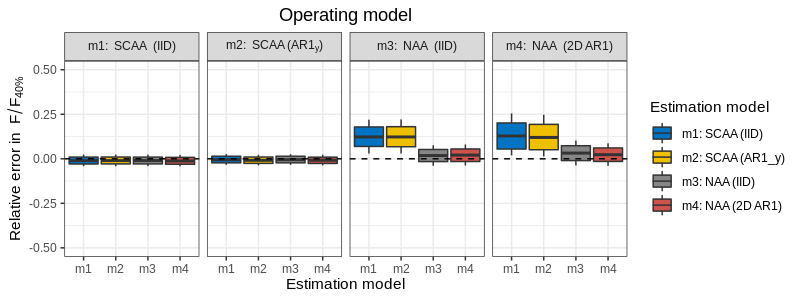 Operating model
m1: SCAA (IID)
m2: SCAA (AR1y)
m3: NAA (IID)
m4: NAA (2D AR1)
Relative error in F/F40%
0.50
0.25
0.00
-0.25
-0.50
m1 m2 m3 m4
m1 m2 m3 m4
m1 m2 m3 m4
m1 m2 m3 m4
Estimation model
Estimation model
m1: SCAA (IID)
m2: SCAA (AR1_y)
m3: NAA (IID)
m4: NAA (2D AR1)